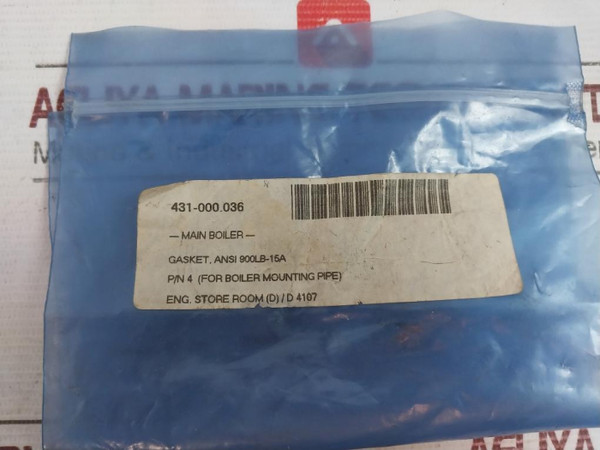 431-000.036
— MAIN BOILER —
GASKET, ANSI 900LB-15A
P/N 4 (FOR BOILER MOUNTING PIPE)
ENG. STORE ROOM (D) / D 4107